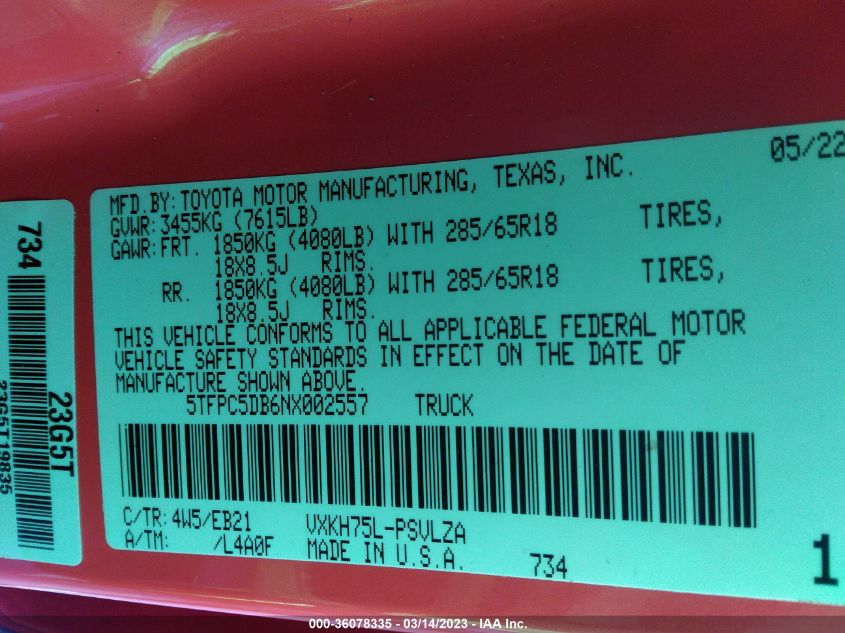 05/22
MFD.BY: TOYOTA MOTOR MANUFACTURING, TEXAS, INC.
GVWR: 3455KG (7615LB)
GAWR: FRT. 1850KG (4080LB) WITH 285/65R18 TIRES,
18X8.5J RIMS.
RR. 1850KG (4080LB) WITH 285/65R18 TIRES,
18X8.5J RIMS.
THIS VEHICLE CONFORMS TO ALL APPLICABLE FEDERAL MOTOR
VEHICLE SAFETY STANDARDS IN EFFECT ON THE DATE OF
MANUFACTURE SHOWN ABOVE.
5TFPC5DB6NX002557 TRUCK
C/TR: 4W5/EB21 VXKH75L-PSVLZA
A/TM: /L4A0F MADE IN U.S.A. 734
1
734
23G5T
23G5T19835
000-36078335 - 03/14/2023 - IAA Inc.